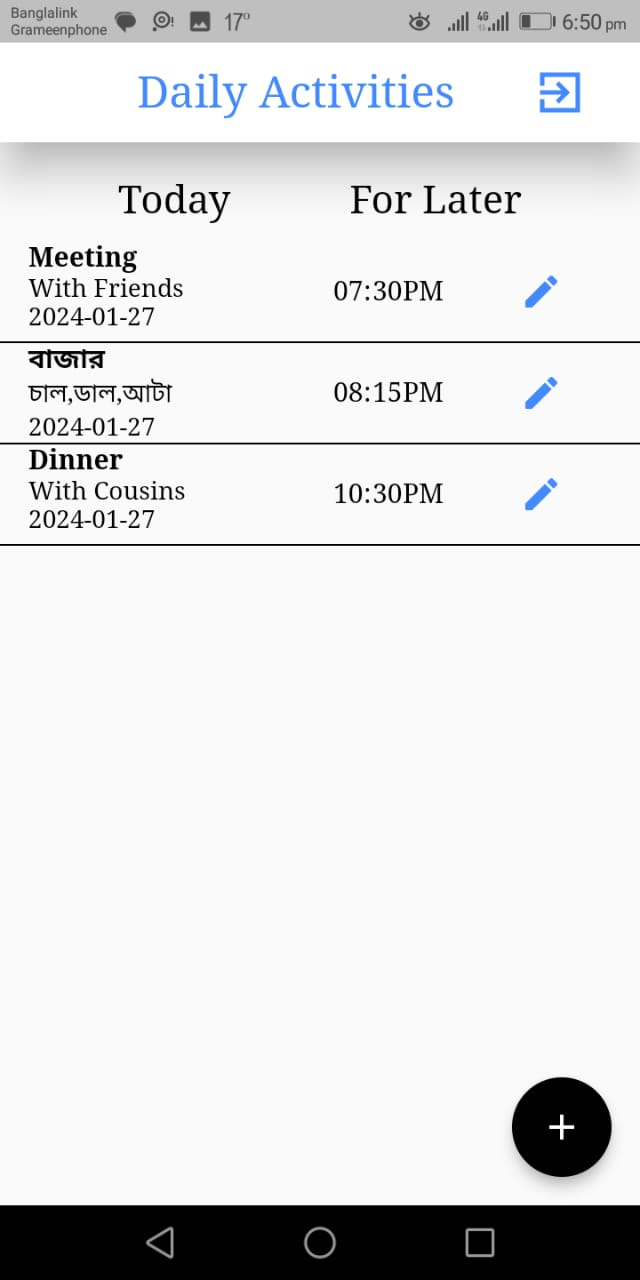 Banglalink
Grameenphone
17° 4G 6:50 pm
Daily Activities
Today For Later
Meeting
With Friends
2024-01-27
07:30PM
বাজার
চাল,ডাল,আটা
2024-01-27
08:15PM
Dinner
With Cousins
2024-01-27
10:30PM
+